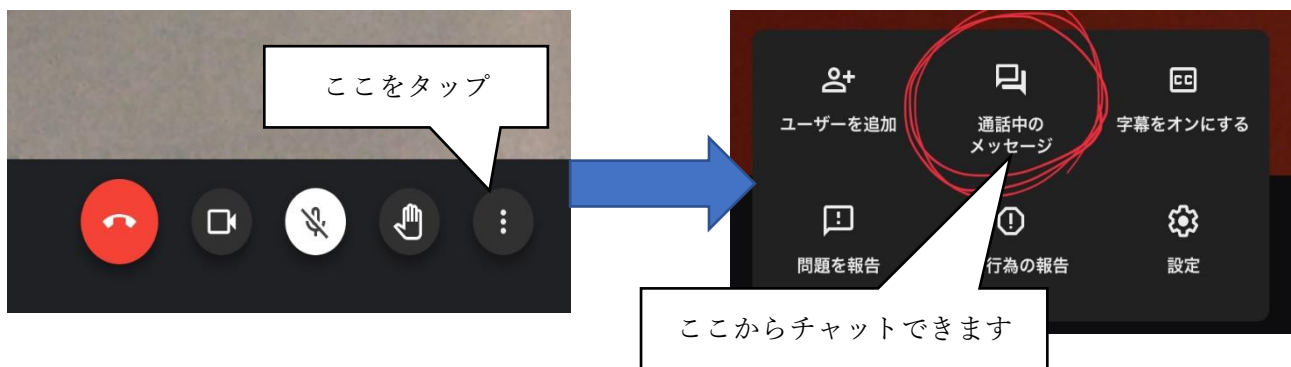 ここをタップ
ユーザーを追加
通話中の
メッセージ
字幕をオンにする
CC
問題を報告
行為の報告
設定
ここからチャットできます